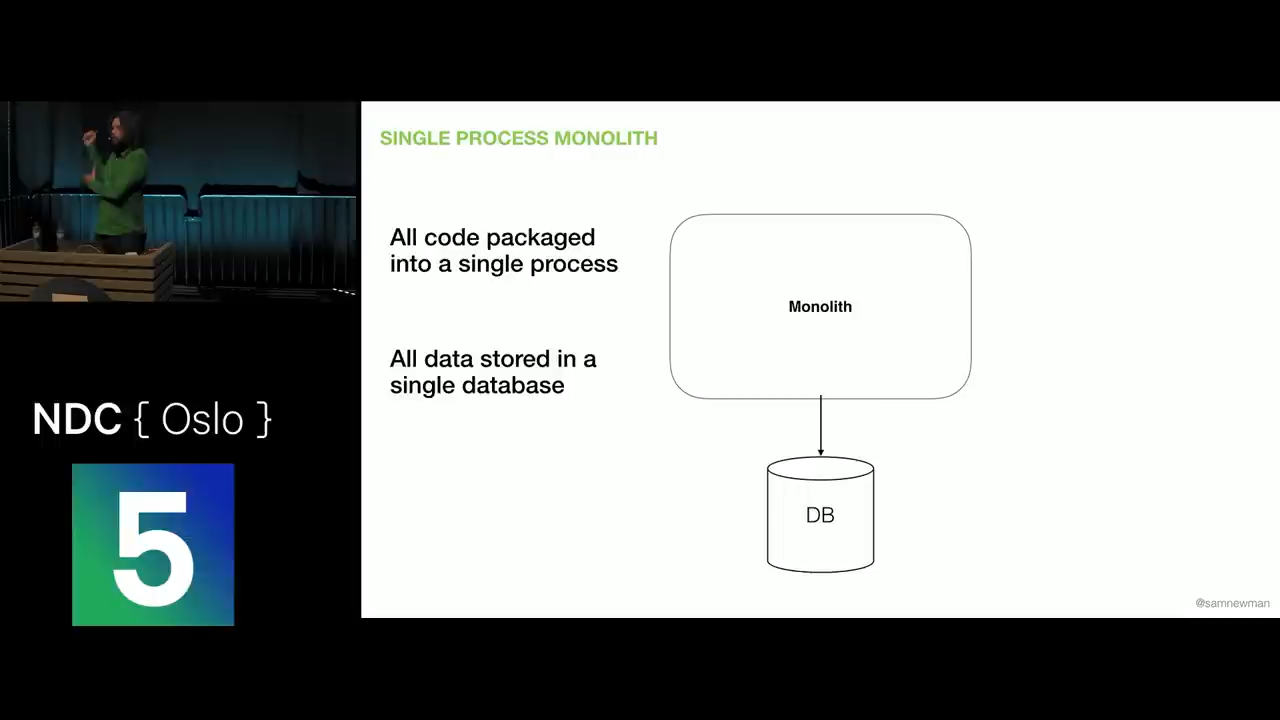 SINGLE PROCESS MONOLITH
All code packaged
into a single process
All data stored in a
single database
Monolith
DB
@samnewman
NDC { Oslo }
5